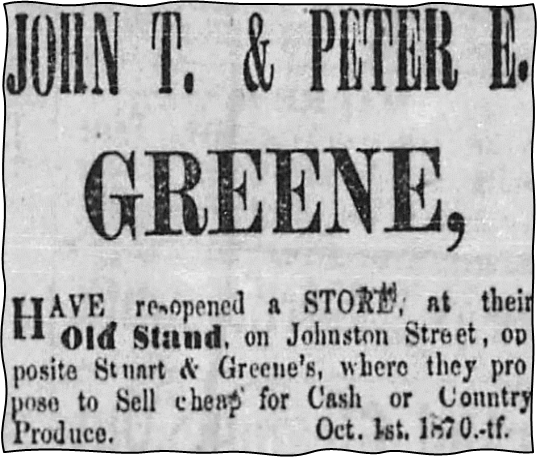 JOHN T. & PETER E.
GREENE,
HAVE re-opened a STORE, at their
Old Stand, on Johnston Street, op
posite Stuart & Greene's, where they pro
pose to Sell cheap for Cash or Country
Produce. Oct. 1st. 1870.-tf.